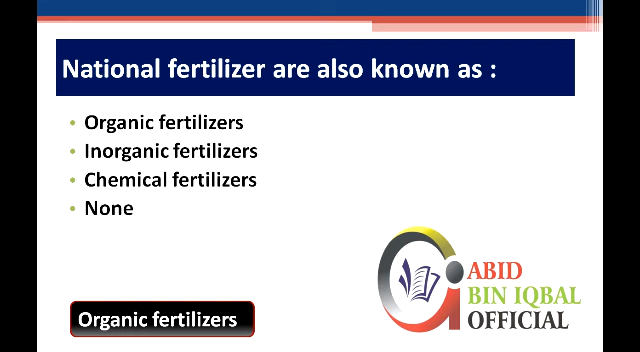 National fertilizer are also known as :
• Organic fertilizers
• Inorganic fertilizers
• Chemical fertilizers
• None
ABID
BIN IQBAL
OFFICIAL
Organic fertilizers